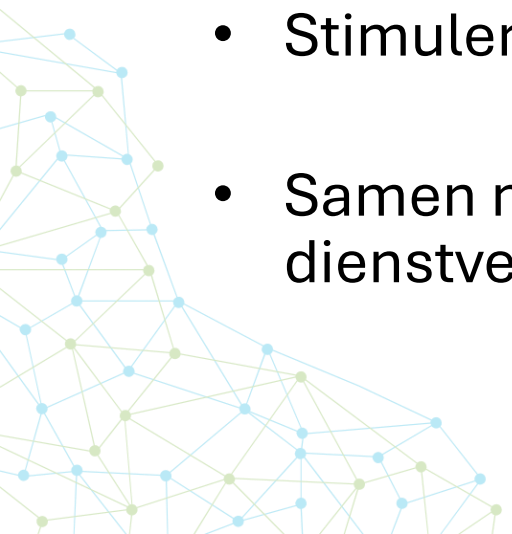 • Stimuler
• Samen
dienstve